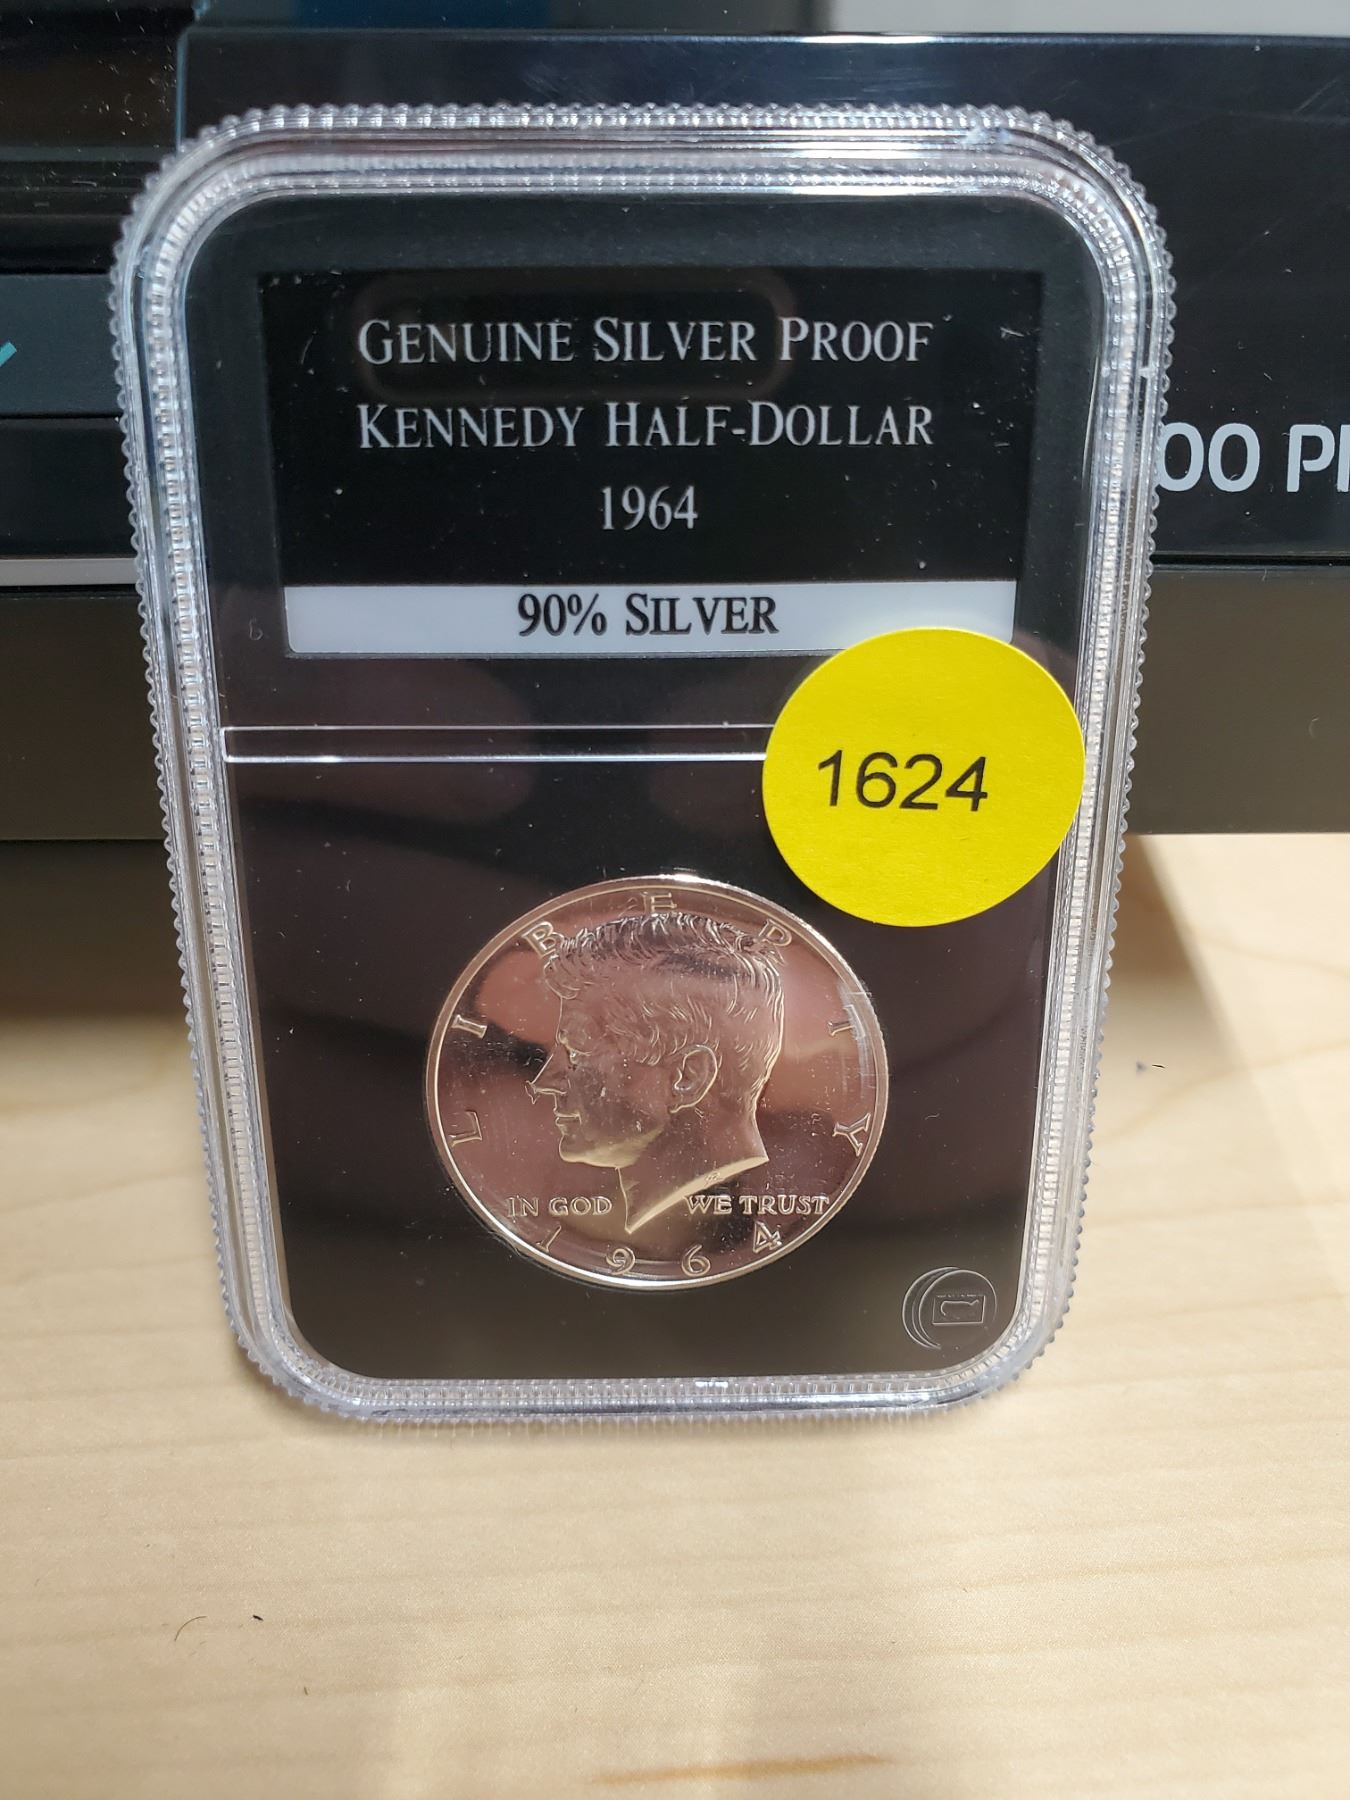 GENUINE SILVER PROOF
KENNEDY HALF-DOLLAR
1964
90% SILVER
1624
LIBERTY
IN GOD WE TRUST
1964